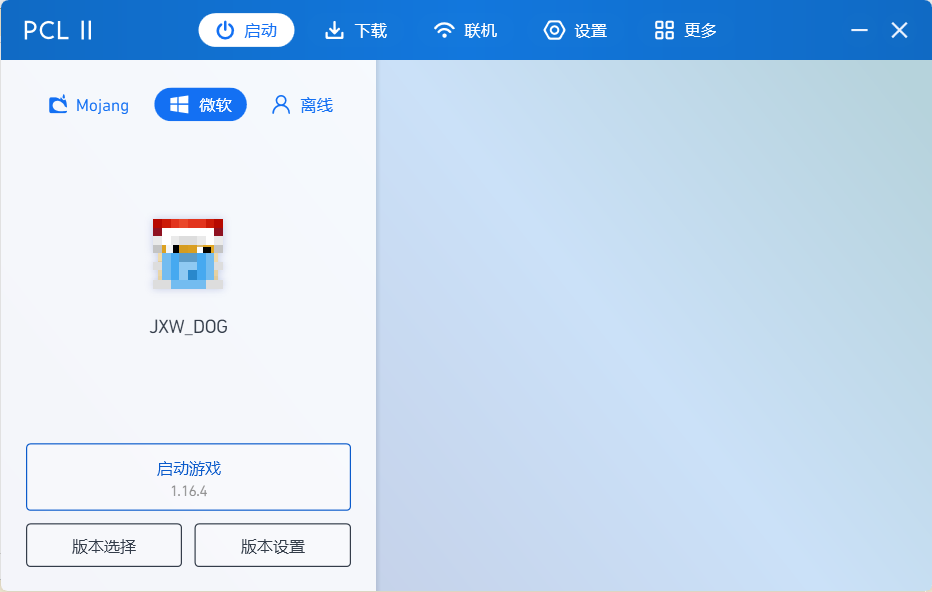 PCL II 启动 下载 联机 设置 更多
Mojang 微软 离线
JXW_DOG
启动游戏
1.16.4
版本选择 版本设置